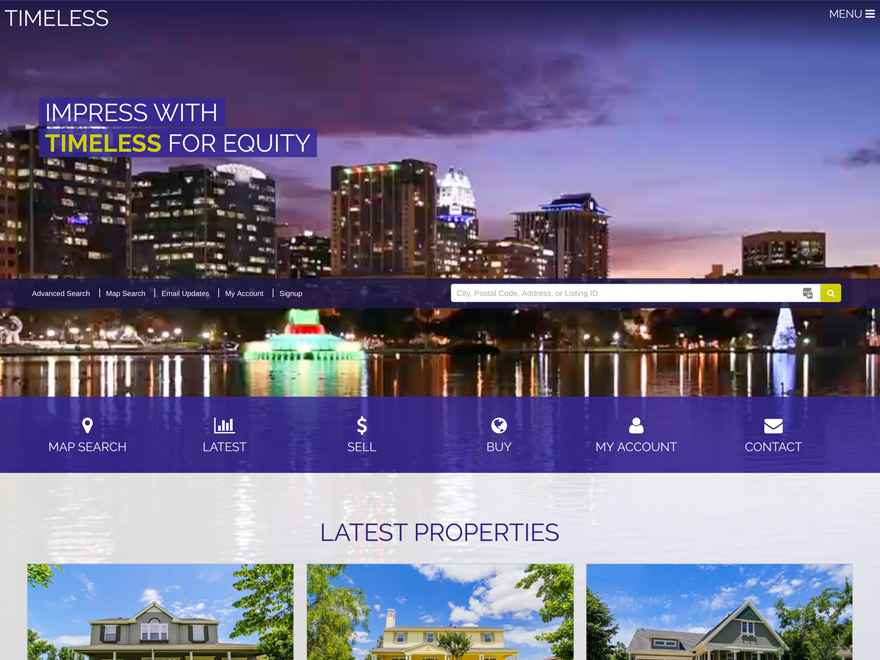 TIMELESS
MENU
IMPRESS WITH
TIMELESS FOR EQUITY
Advanced Search | Map Search | Email Updates | My Account | Signup
City, Postal Code, Address, or Listing ID
MAP SEARCH
LATEST
SELL
BUY
MY ACCOUNT
CONTACT
LATEST PROPERTIES